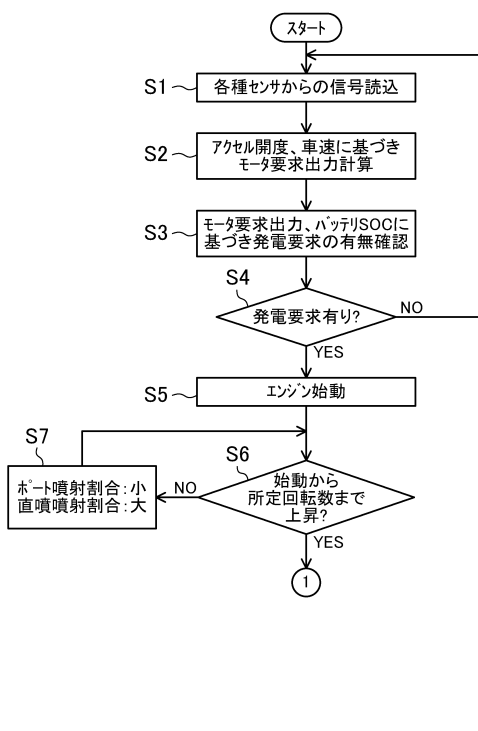 スタート
S1
各種センサからの信号読込
S2
アクセル開度、車速に基づき
モータ要求出力計算
S3
モータ要求出力、バッテリSOCに
基づき発電要求の有無確認
S4
発電要求有り?
NO
YES
S5
エンジン始動
S7
ポート噴射割合:小
直噴噴射割合:大
S6
始動から
所定回転数まで
上昇?
NO
YES
1